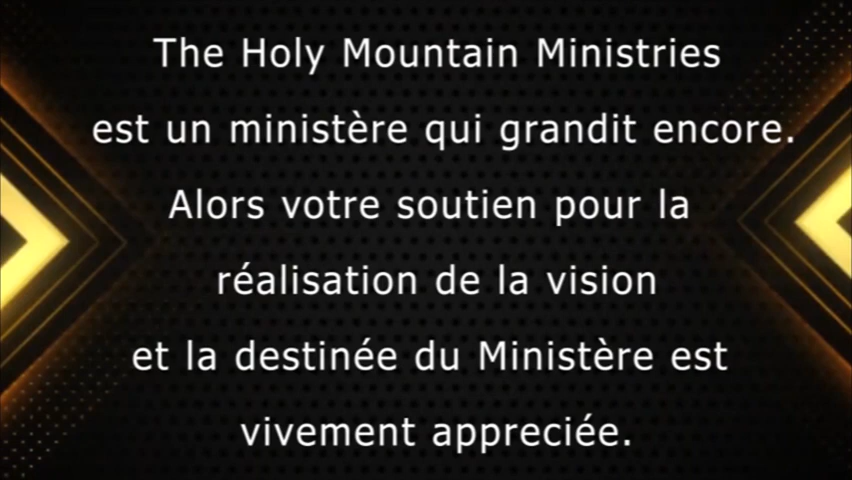 The Holy Mountain Ministries
est un ministère qui grandit encore.
Alors votre soutien pour la
réalisation de la vision
et la destinée du Ministère est
vivement appreciée.